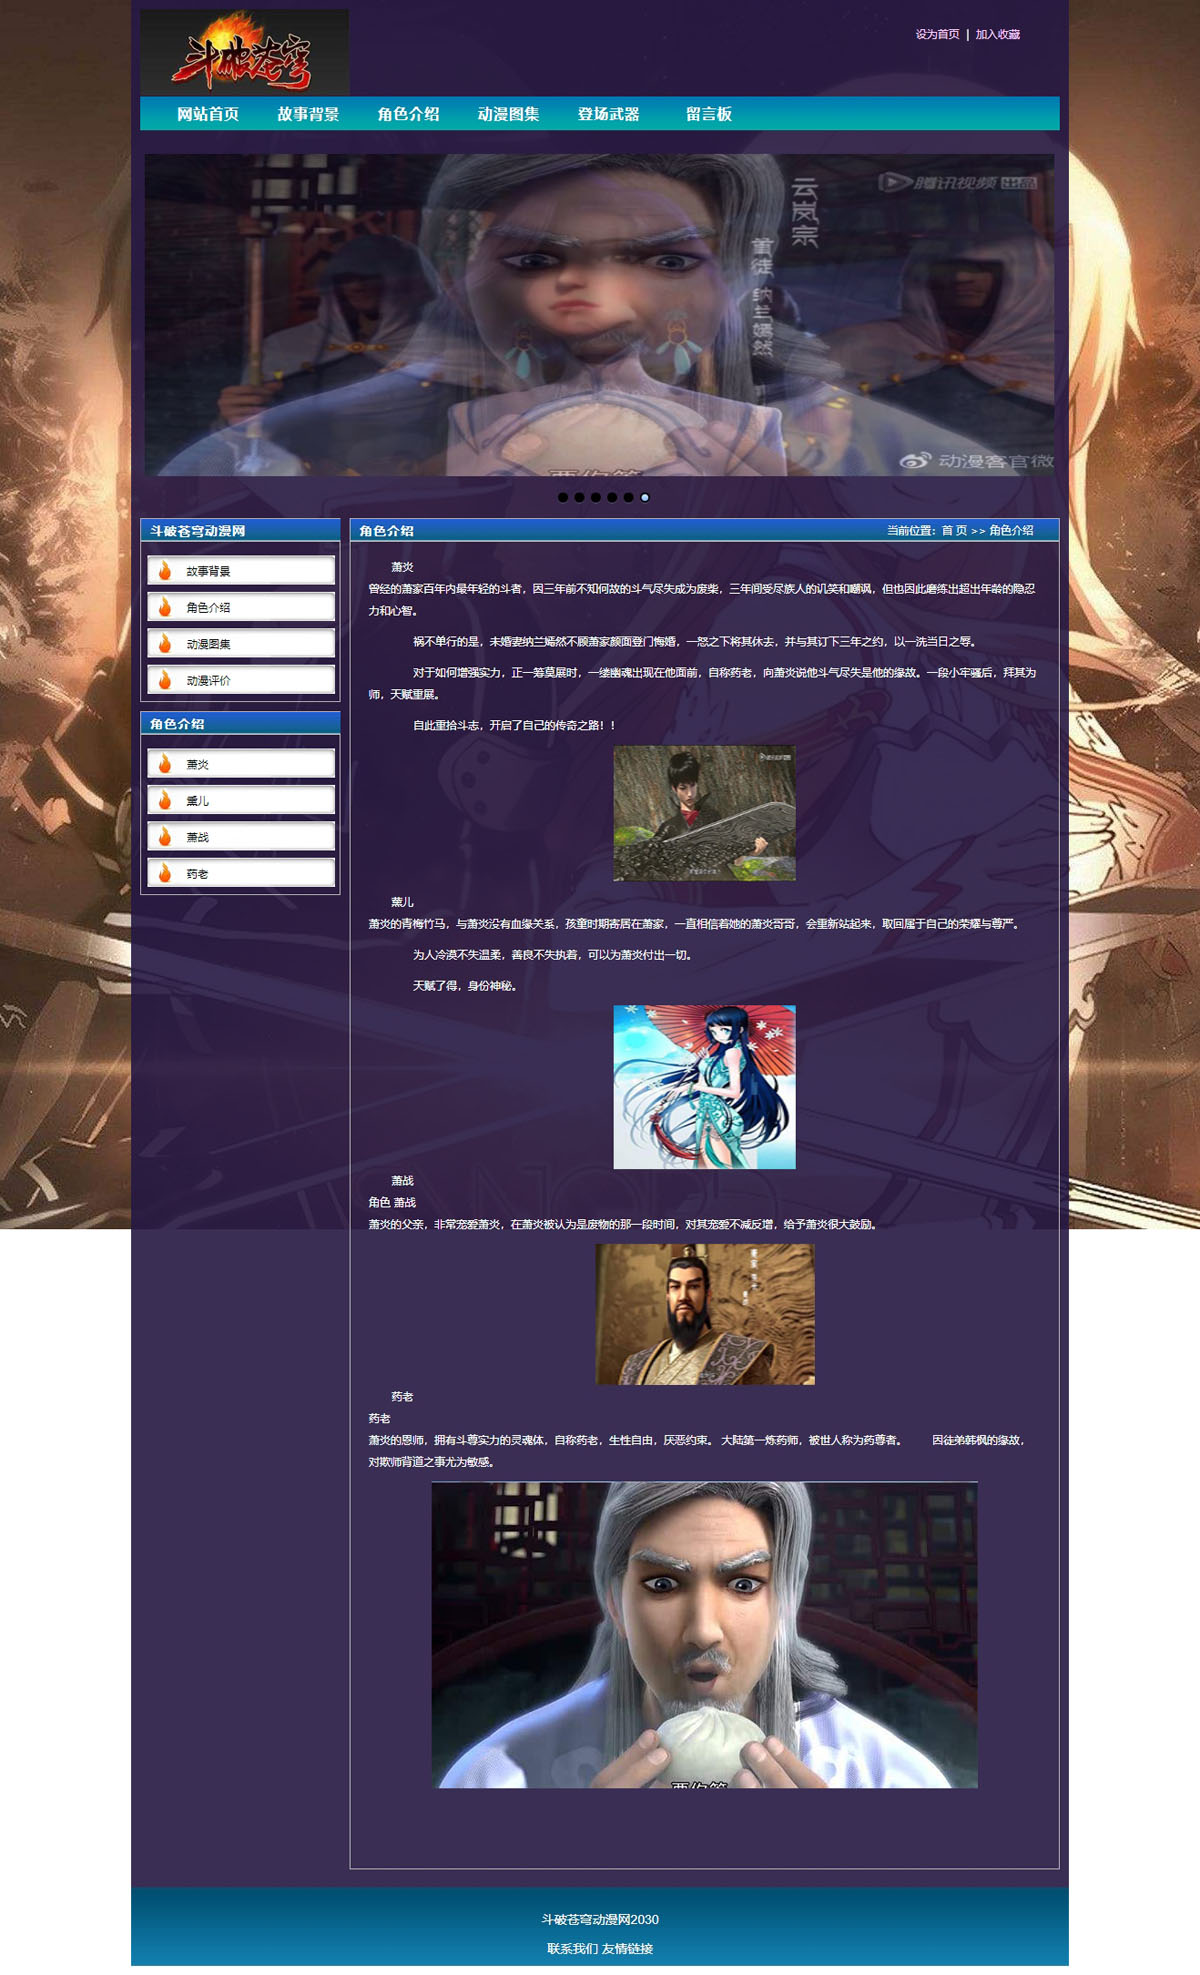 斗破苍穹
设为首页 | 加入收藏
网站首页 故事背景 角色介绍 动漫图集 登场武器 留言板
腾讯视频 出品
云岚宗
首徒 纳兰嫣然
动漫客官微
斗破苍穹动漫网
故事背景
角色介绍
动漫图集
动漫评价
角色介绍
萧炎
熏儿
萧战
药老
角色介绍 当前位置：首 页 >> 角色介绍
萧炎
曾经的萧家百年内最年轻的斗者，因三年前不知何故的斗气尽失成为废柴，三年间受尽族人的讥笑和嘲讽，但也因此磨练出超出年龄的隐忍
力和心智。
祸不单行的是，未婚妻纳兰嫣然不顾萧家颜面登门悔婚，一怒之下将其休去，并与其订下三年之约，以一洗当日之辱。
对于如何增强实力，正一筹莫展时，一缕幽魂出现在他面前，自称药老，向萧炎说他斗气尽失是他的缘故。一段小牢骚后，拜其为
师，天赋重展。
自此重拾斗志，开启了自己的传奇之路！！
薰儿
萧炎的青梅竹马，与萧炎没有血缘关系，孩童时期寄居在萧家，一直相信着她的萧炎哥哥，会重新站起来，取回属于自己的荣耀与尊严。
为人冷漠不失温柔，善良不失执着，可以为萧炎付出一切。
天赋了得，身份神秘。
萧战
角色 萧战
萧炎的父亲，非常宠爱萧炎，在萧炎被认为是废物的那一段时间，对其宠爱不减反增，给予萧炎很大鼓励。
药老
药老
萧炎的恩师，拥有斗尊实力的灵魂体，自称药老，生性自由，厌恶约束。 大陆第一炼药师，被世人称为药尊者。 因徒弟韩枫的缘故，
对欺师背道之事尤为敏感。
斗破苍穹动漫网2030
联系我们 友情链接